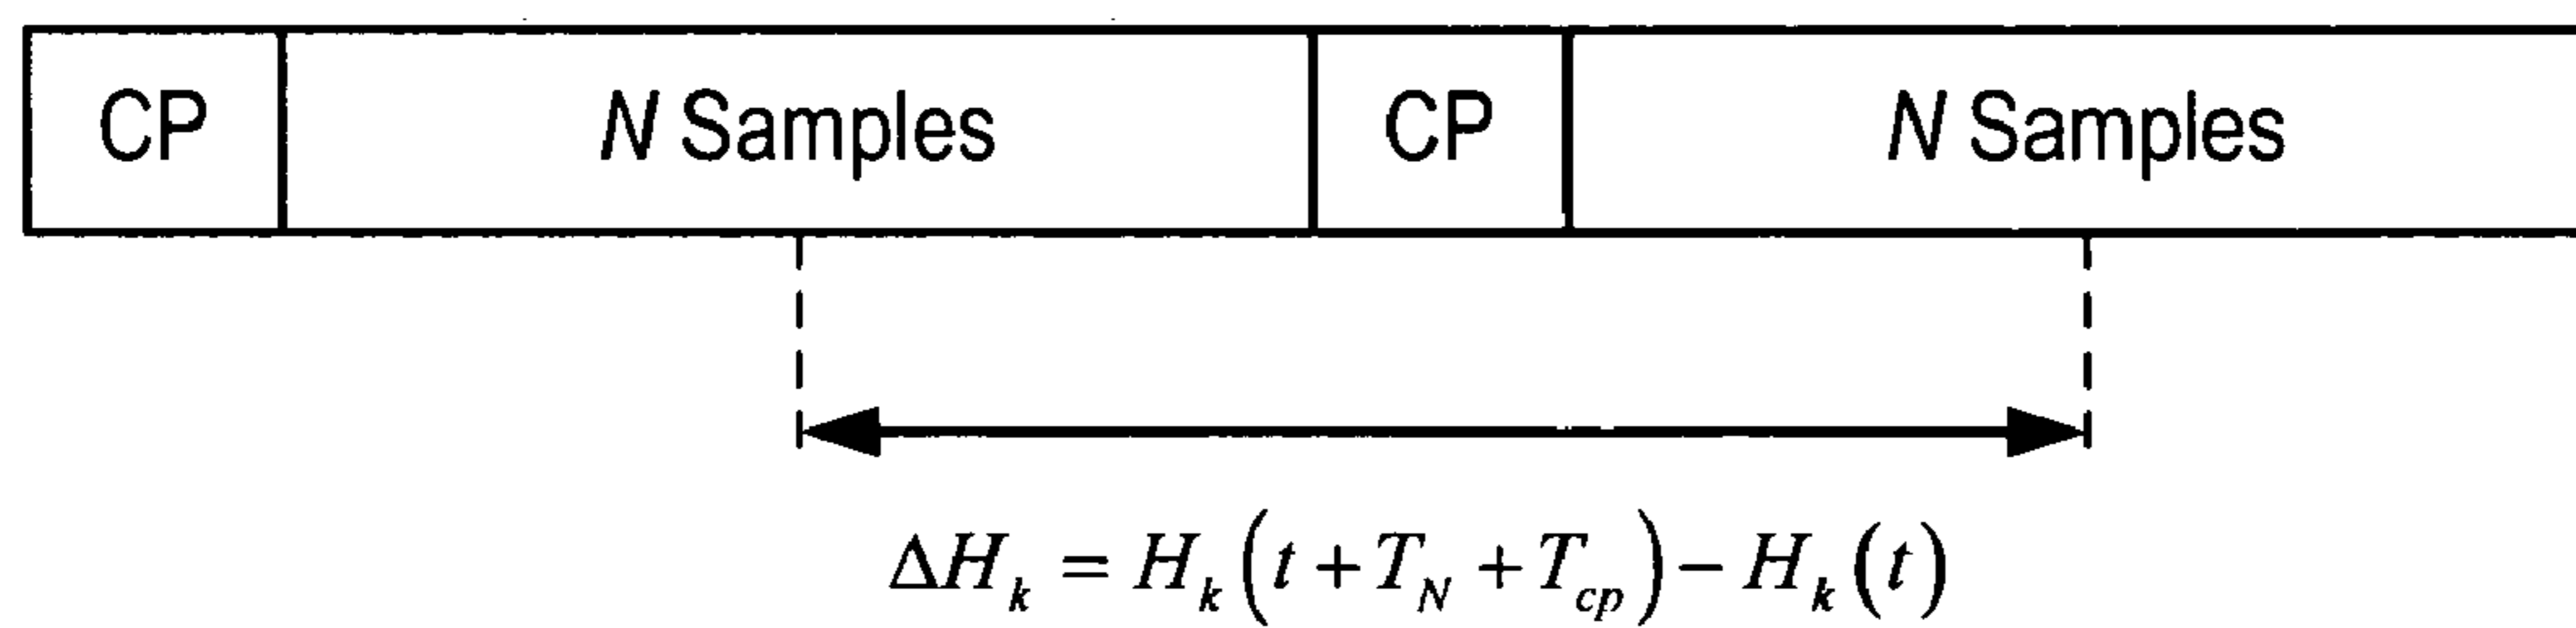 CP N Samples CP N Samples
ΔH_k = H_k(t + T_N + T_cp) − H_k(t)